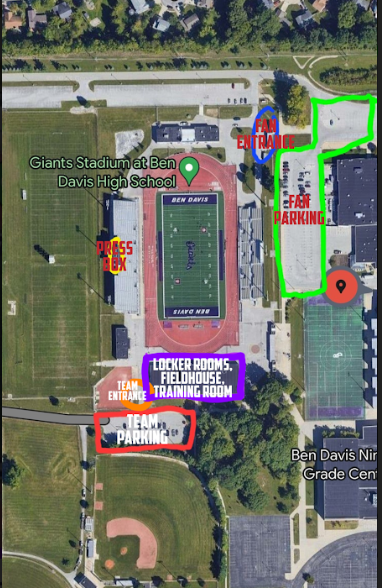 FAN
ENTRANCE
Giants Stadium at Ben
Davis High School
BEN DAVIS
FAN
PARKING
PRESS
BOX
Giants
BEN DAVIS
LOCKER ROOMS,
FIELDHOUSE,
TRAINING ROOM
TEAM
ENTRANCE
TEAM
PARKING
Ben Davis Nin
Grade Cent